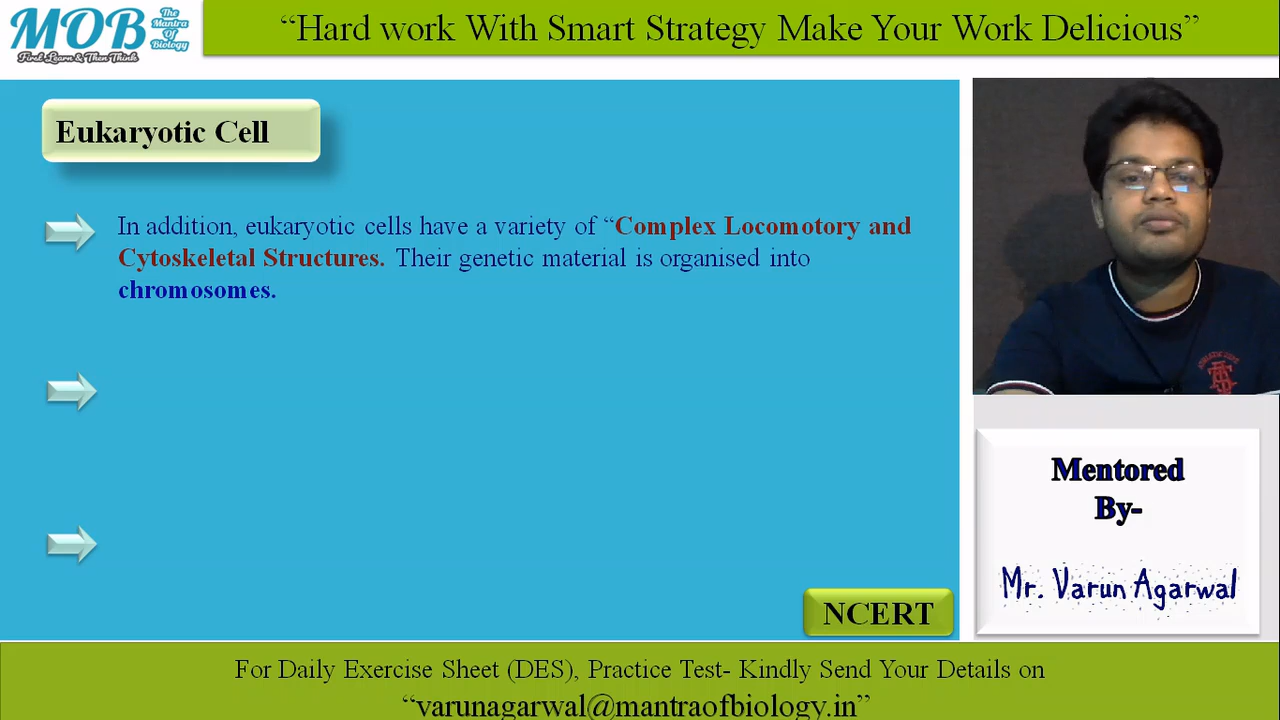 MOB The Mantra Of Biology
First Learn & Then Think
“Hard work With Smart Strategy Make Your Work Delicious”
Eukaryotic Cell
In addition, eukaryotic cells have a variety of “Complex Locomotory and
Cytoskeletal Structures. Their genetic material is organised into
chromosomes.
NCERT
Mentored
By-
Mr. Varun Agarwal
For Daily Exercise Sheet (DES), Practice Test- Kindly Send Your Details on
“varunagarwal@mantraofbiology.in”